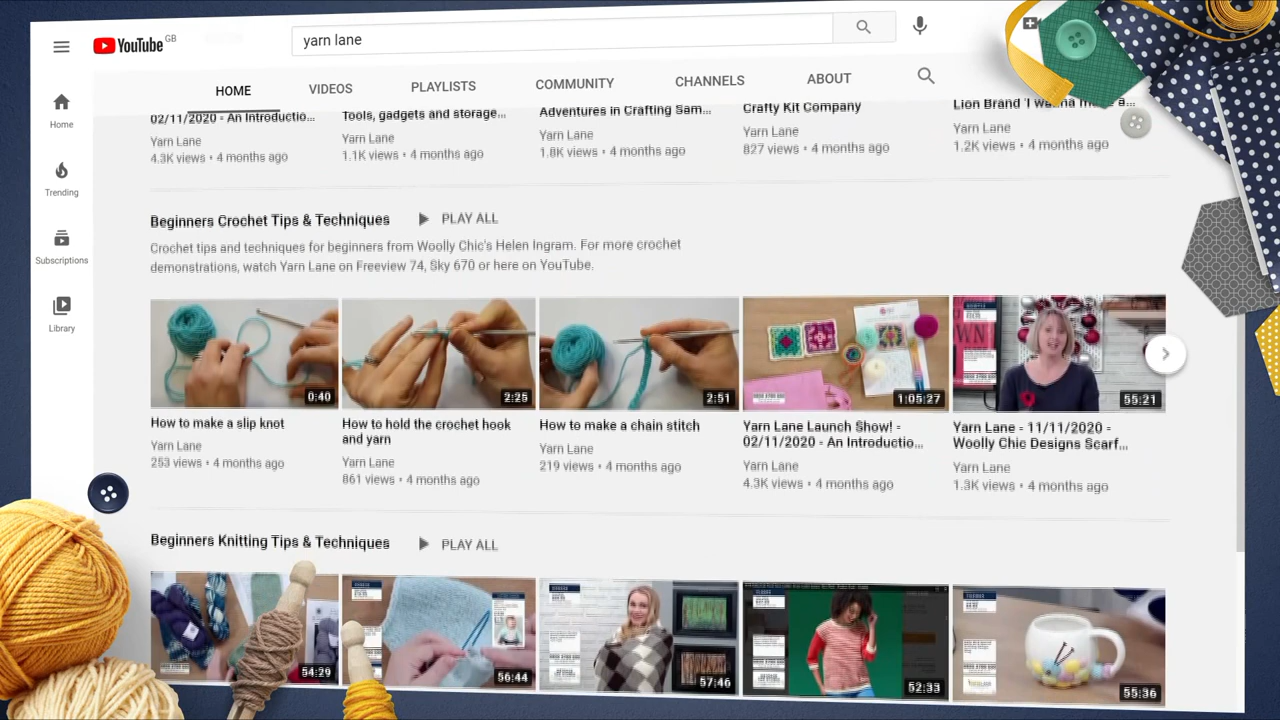 YouTube GB
yarn lane
HOME VIDEOS PLAYLISTS COMMUNITY CHANNELS ABOUT
02/11/2020 - An Introductio...
Yarn Lane
4.3K views • 4 months ago
Tools, gadgets and storage...
Yarn Lane
1.1K views • 4 months ago
Adventures in Crafting Sam...
Yarn Lane
1.8K views • 4 months ago
Crafty Kit Company
Yarn Lane
827 views • 4 months ago
Lion Brand 'I wanna make a...
Yarn Lane
1.2K views • 4 months ago
Home
Trending
Subscriptions
Library
Beginners Crochet Tips & Techniques PLAY ALL
Crochet tips and techniques for beginners from Woolly Chic's Helen Ingram. For more crochet
demonstrations, watch Yarn Lane on Freeview 74, Sky 670 or here on YouTube.
0:40
How to make a slip knot
Yarn Lane
253 views • 4 months ago
2:25
How to hold the crochet hook
and yarn
Yarn Lane
861 views • 4 months ago
2:51
How to make a chain stitch
Yarn Lane
219 views • 4 months ago
1:05:27
Yarn Lane Launch Show! -
02/11/2020 - An Introductio...
Yarn Lane
4.3K views • 4 months ago
55:21
Yarn Lane - 11/11/2020 -
Woolly Chic Designs Scarf...
Yarn Lane
1.3K views • 4 months ago
Beginners Knitting Tips & Techniques PLAY ALL
54:29
56:44
57:46
52:33
55:36